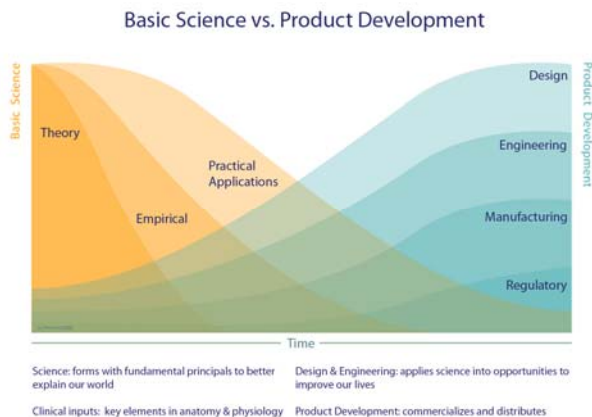 Basic Science vs. Product Development
Basic Science
Product Development
Theory
Empirical
Practical
Applications
Design
Engineering
Manufacturing
Regulatory
Time
Science: forms with fundamental principals to better
explain our world
Clinical inputs: key elements in anatomy & physiology
Design & Engineering: applies science into opportunities to
improve our lives
Product Development: commercializes and distributes